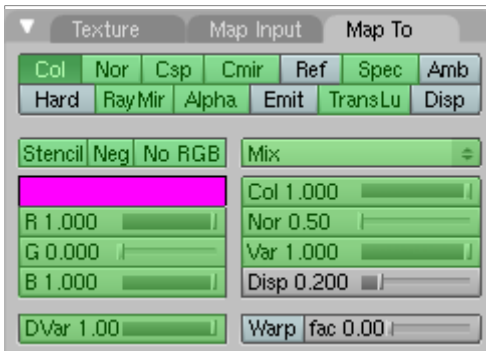 Texture Map Input Map To
Col Nor Csp Cmir Ref Spec Amb
Hard RayMir Alpha Emit TransLu Disp
Stencil Neg No RGB Mix
Col 1.000
R 1.000 Nor 0.50
G 0.000 Var 1.000
B 1.000 Disp 0.200
DVar 1.00 Warp fac 0.00